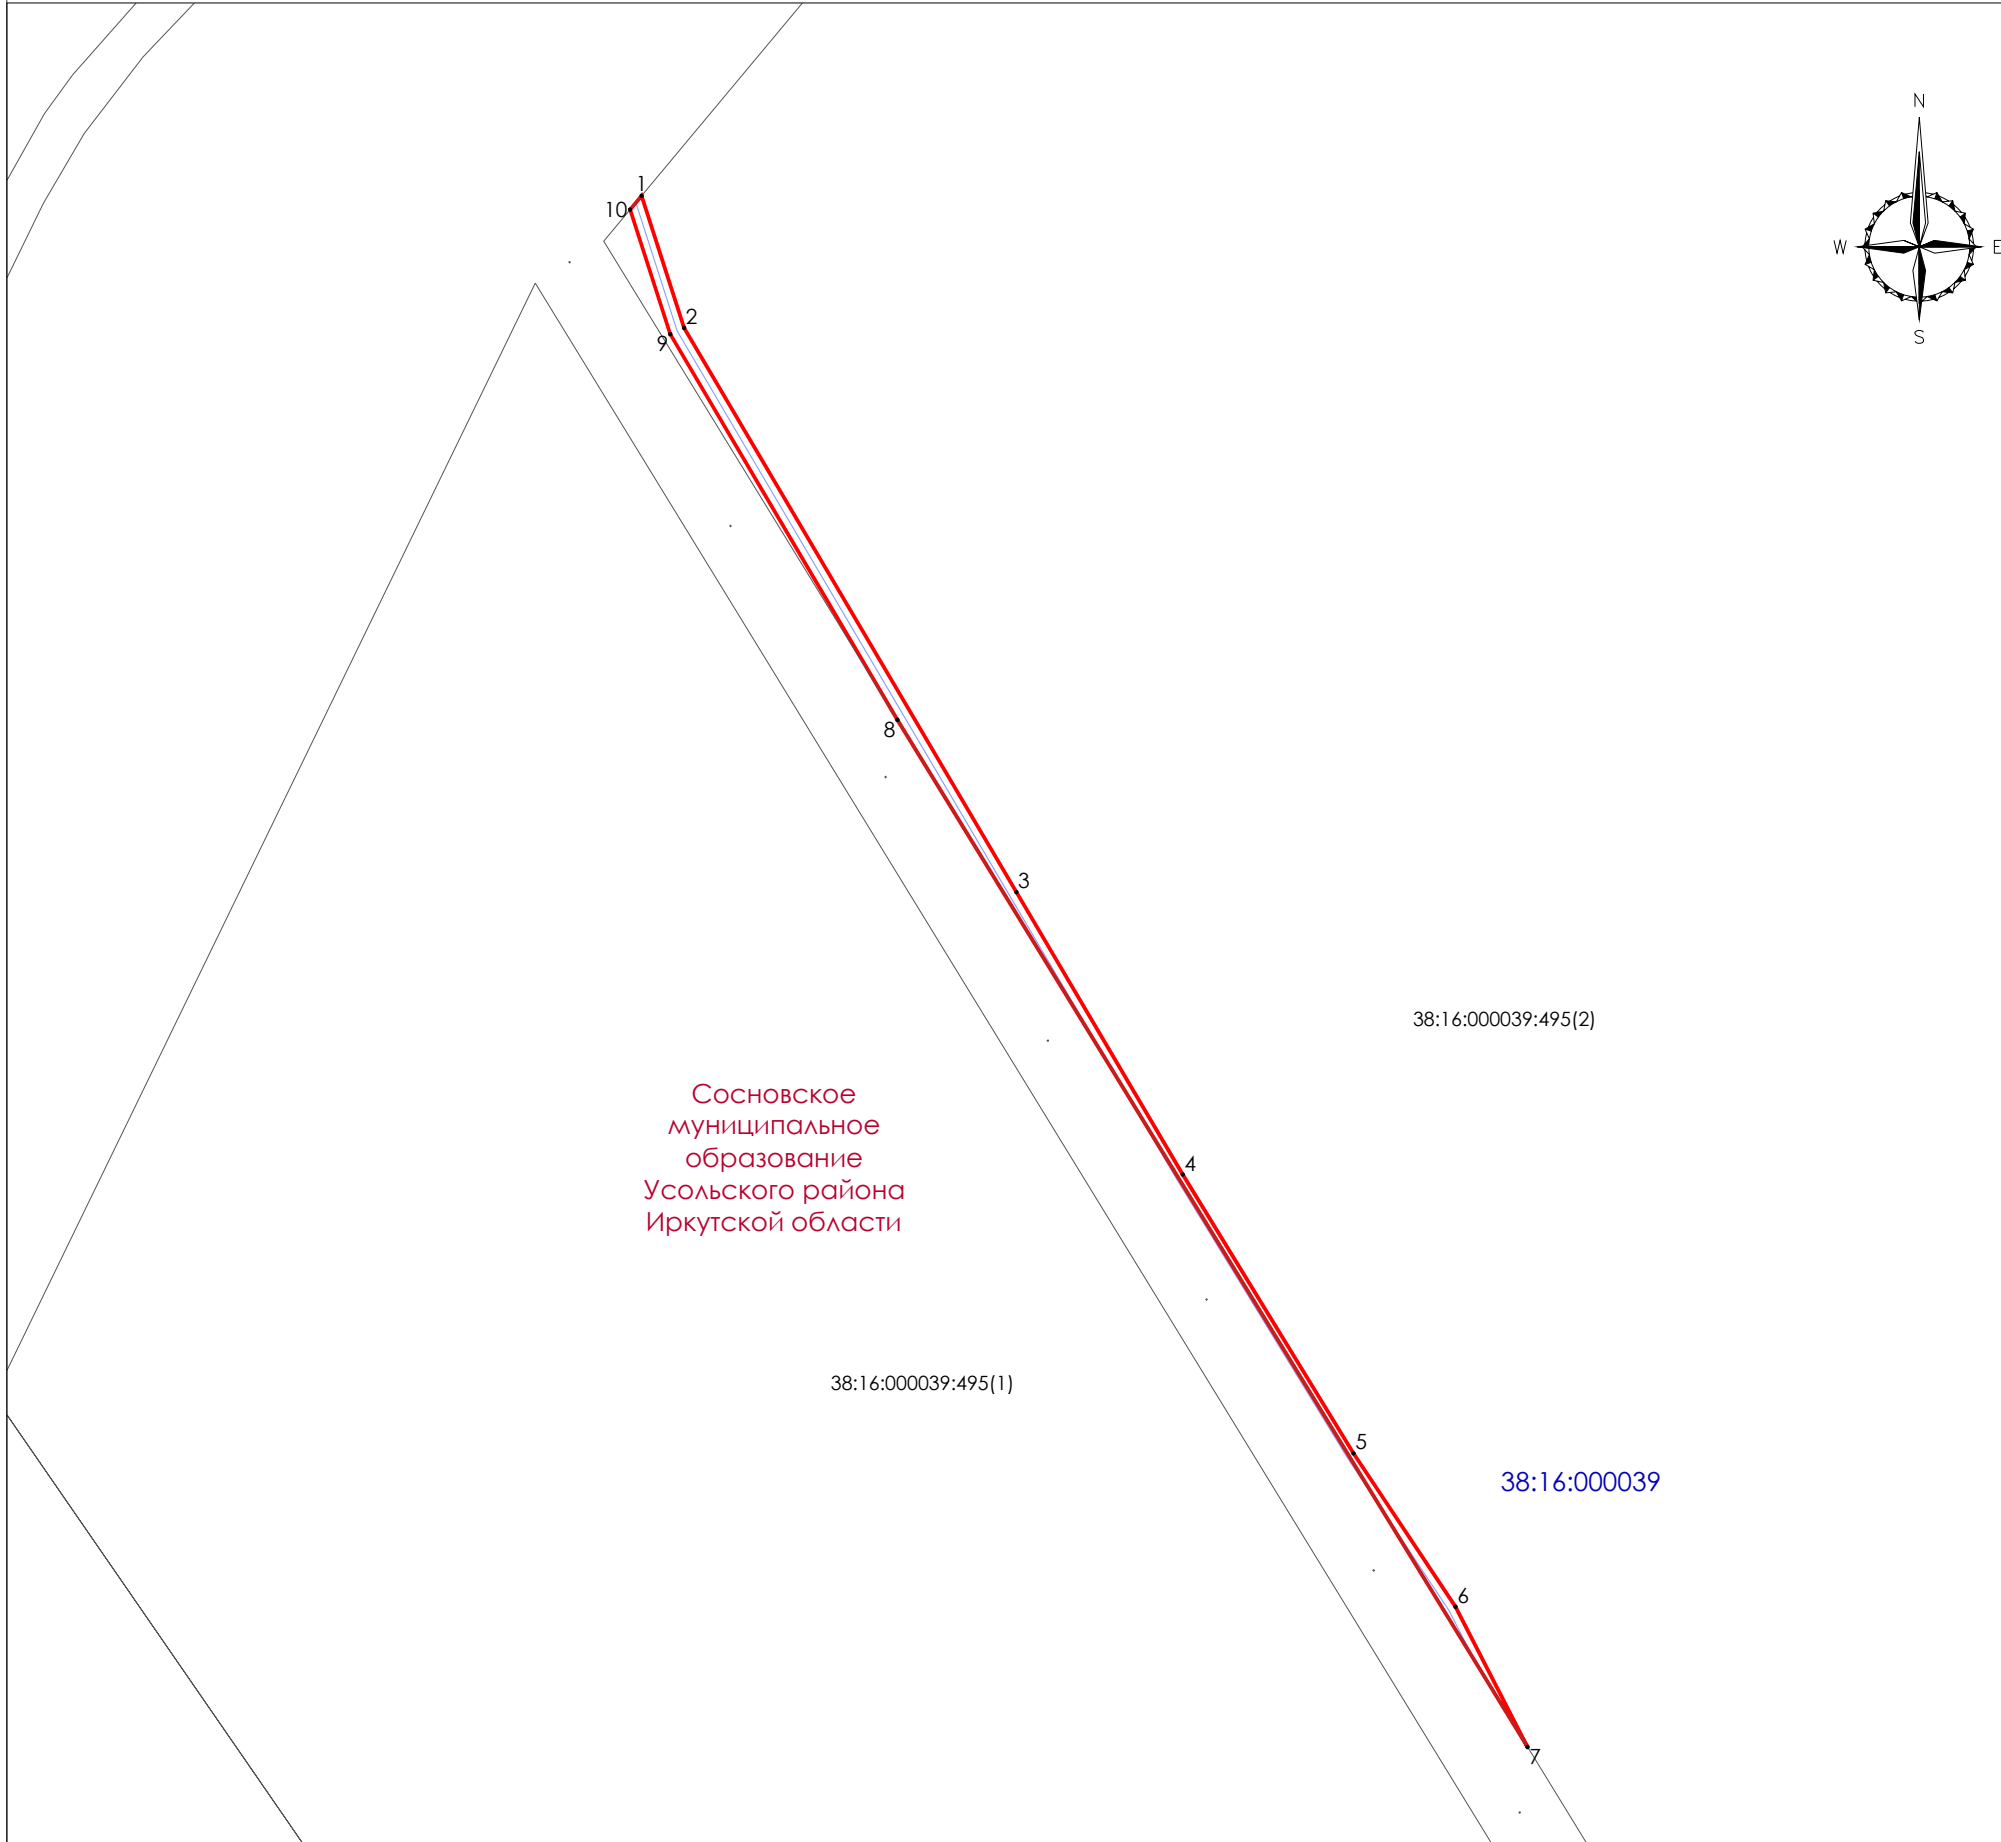 N
1
10
W
E
2
S
9
8
3
38:16:000039:495(2)
Сосновское
муниципальное
образование
Усольского района
Иркутской области
4
38:16:000039:495(1)
5
38:16:000039
6
7